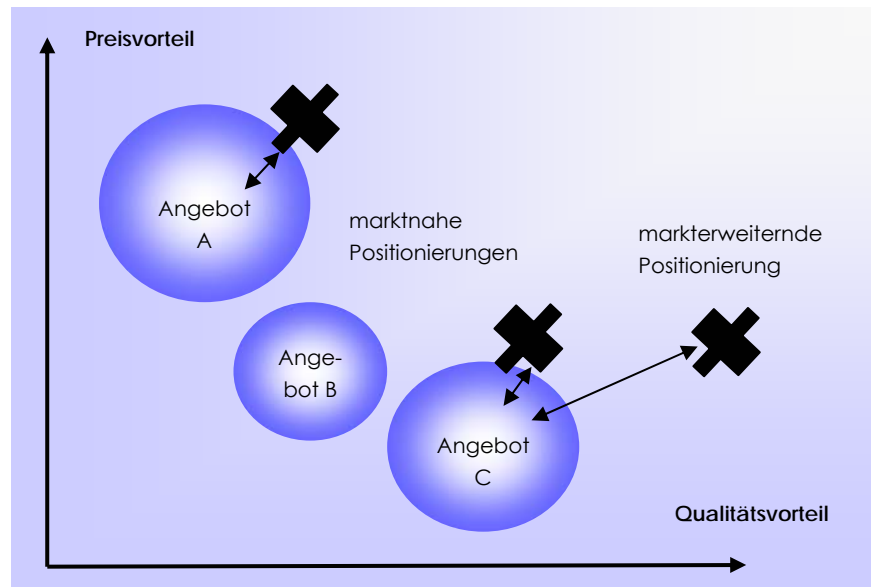 Preisvorteil
Angebot
A
marktnahe
Positionierungen
markterweiternde
Positionierung
Ange-
bot B
Angebot
C
Qualitätsvorteil